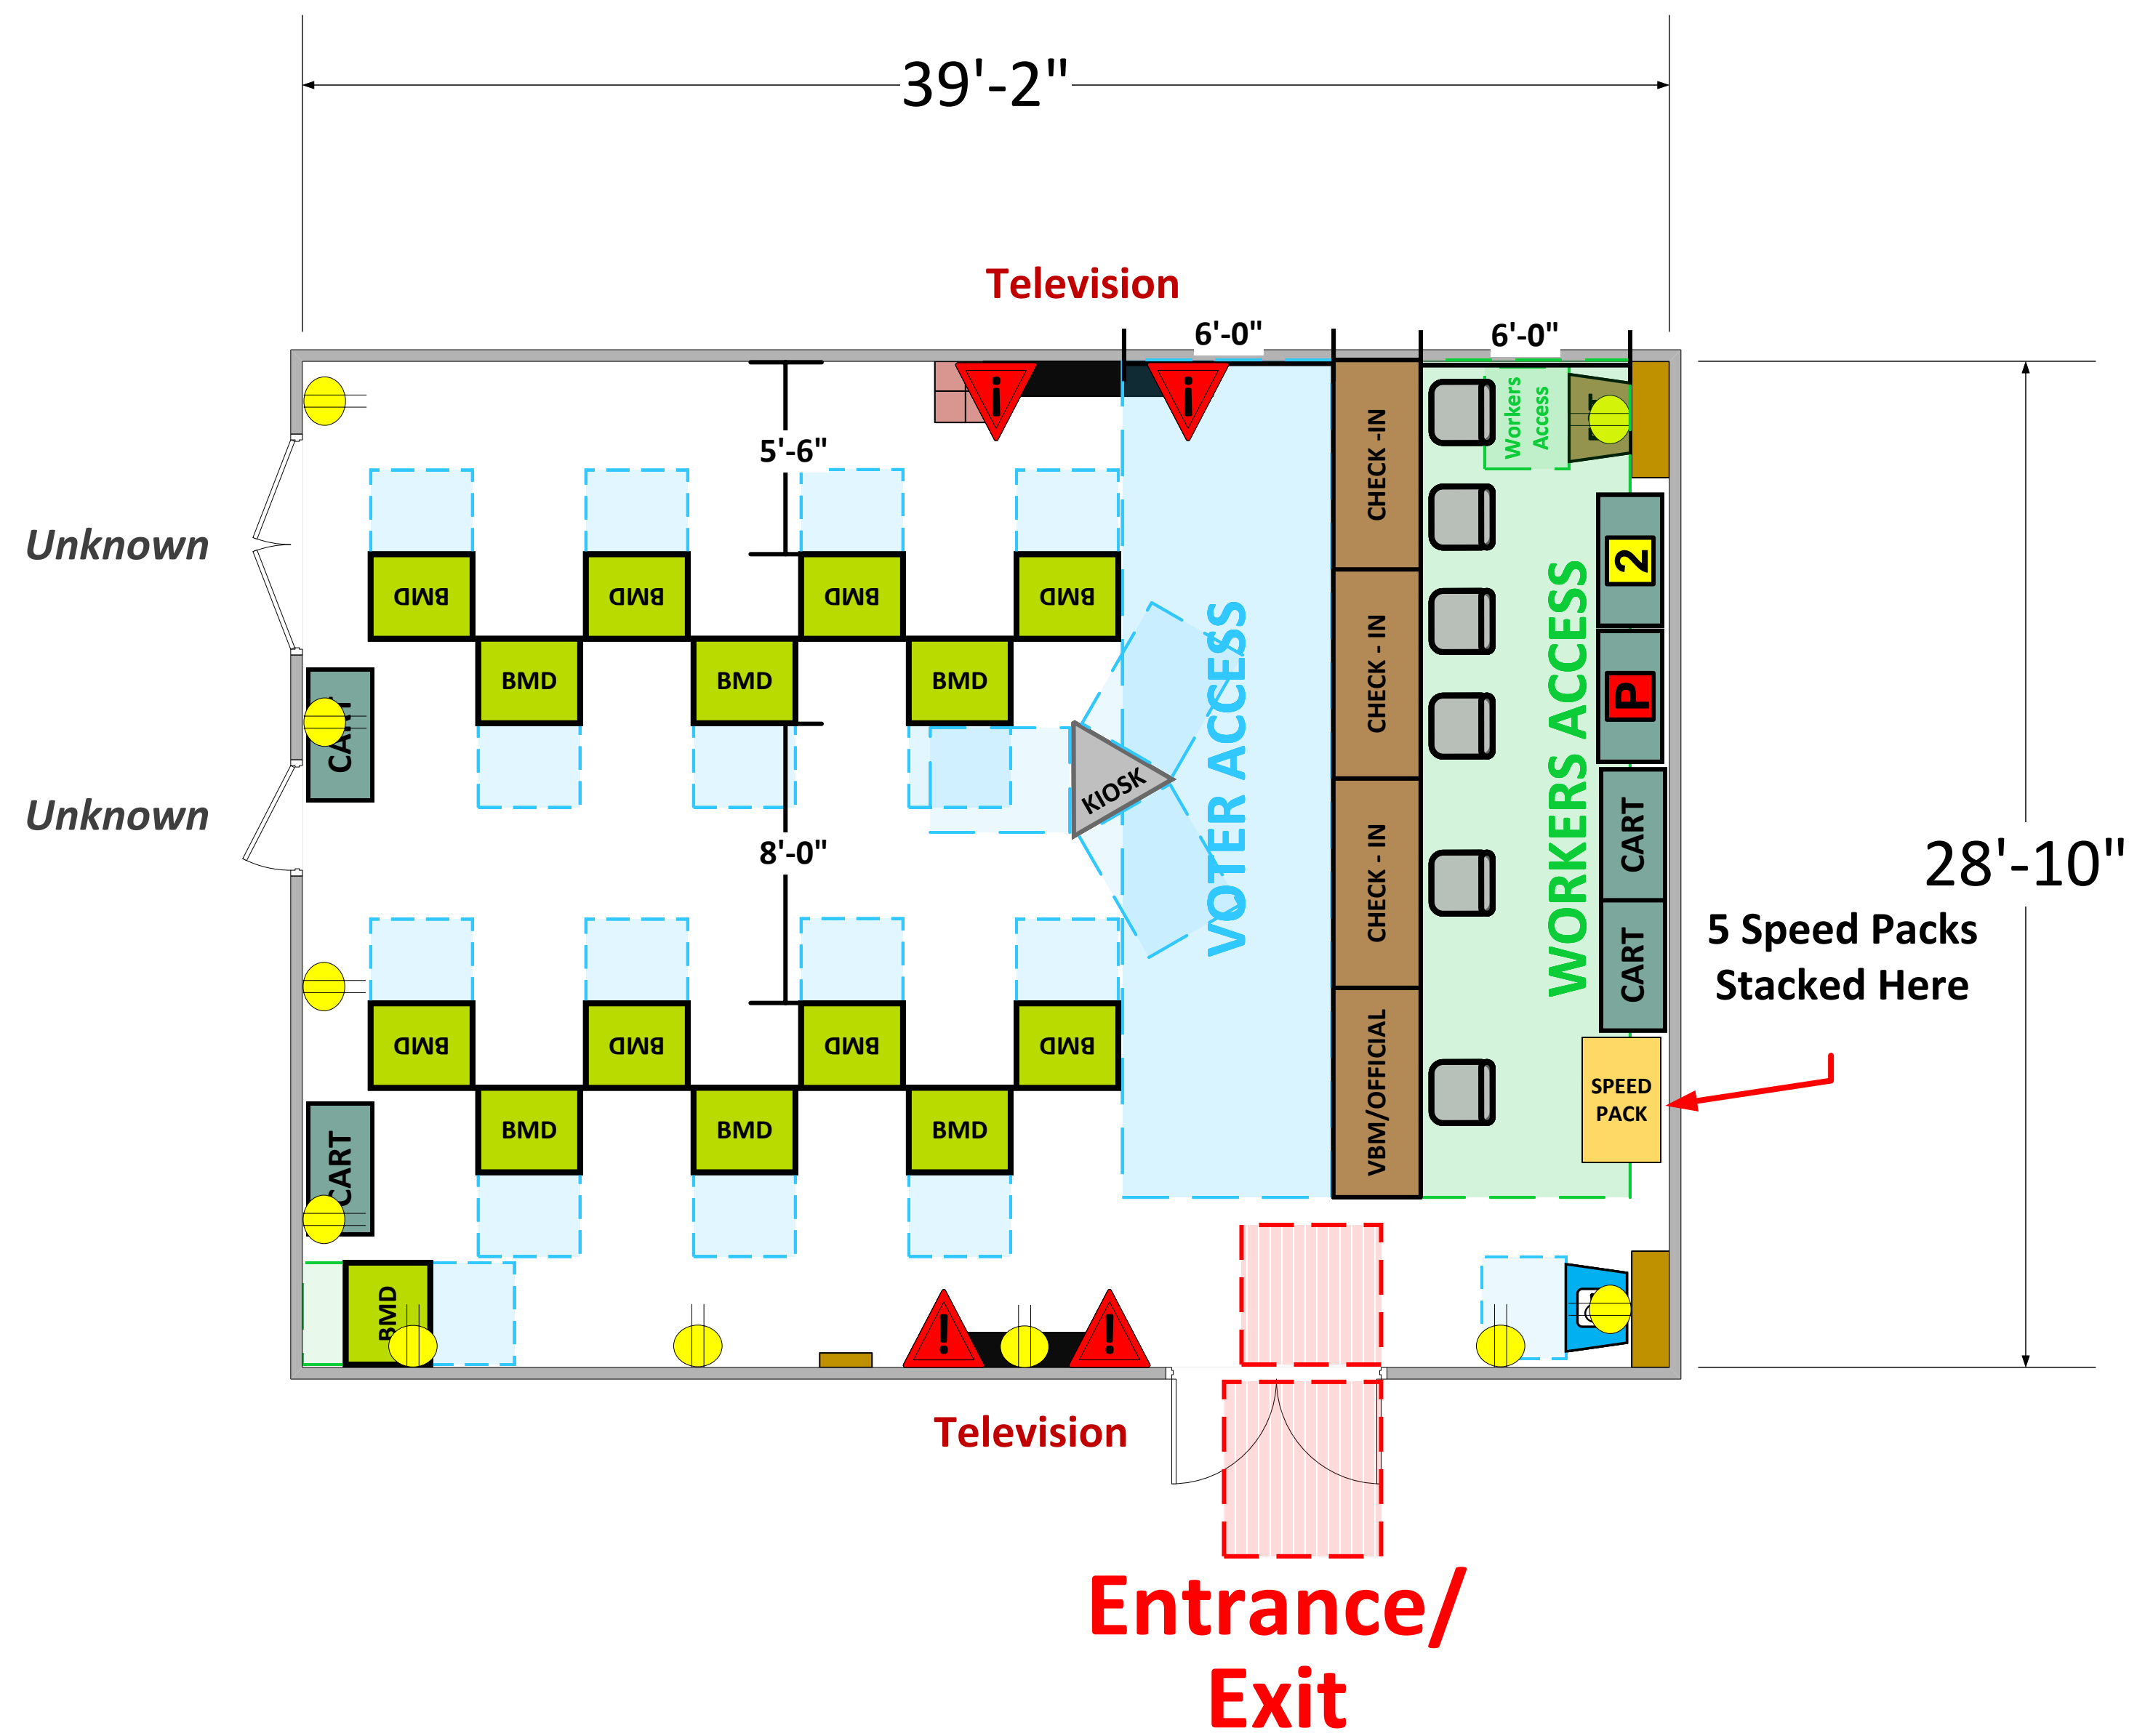 39'-2"
Television
6'-0"
6'-0"
5'-6"
Workers
Access
CHECK -IN
Unknown
2
BMD
BMD
BMD
BMD
BMD
BMD
BMD
CHECK - IN
P
VOTER ACCESS
WORKERS ACCESS
CART
KIOSK
Unknown
8'-0"
CHECK - IN
CART
28'-10"
5 Speed Packs
Stacked Here
CART
BMD
BMD
BMD
BMD
VBM/OFFICIAL
SPEED
PACK
BMD
BMD
BMD
CART
BMD
!
!
!
!
Television
Entrance/
Exit